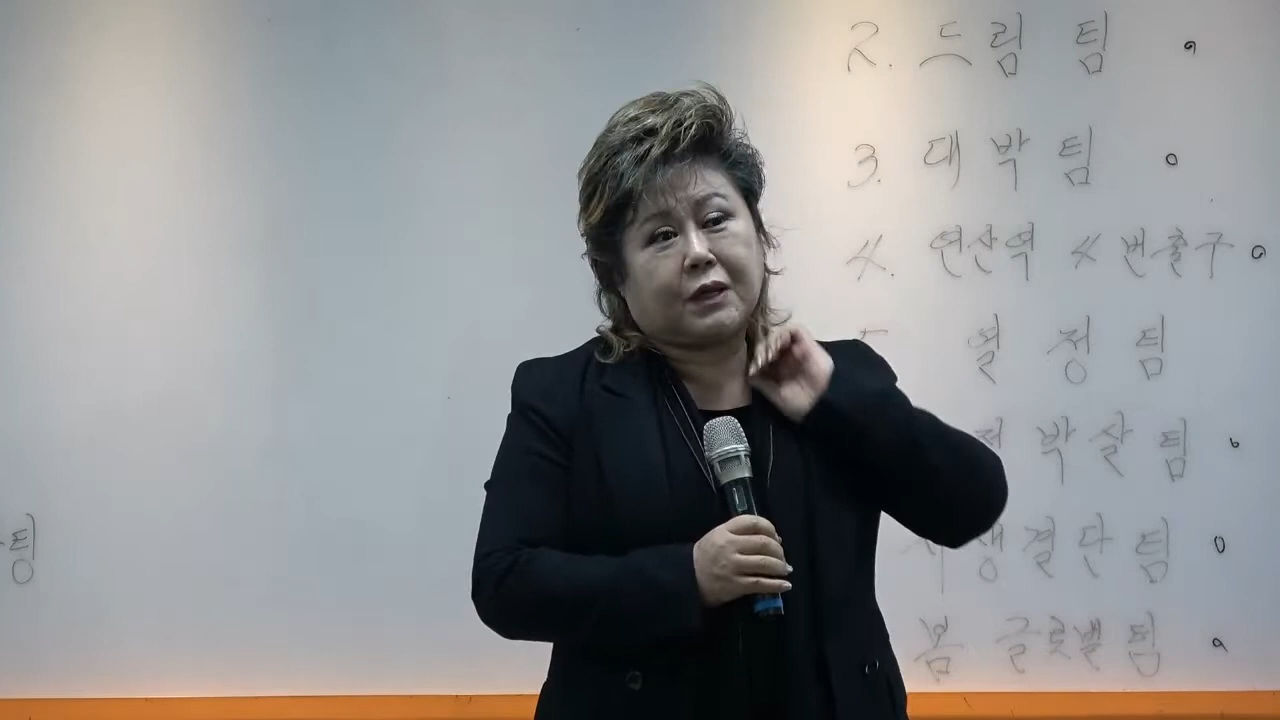 2. 드림 팀
3. 대박팀
4. 연산역 4번출구
열정팀
박살팀
생결단팀
봄 글로벌팀